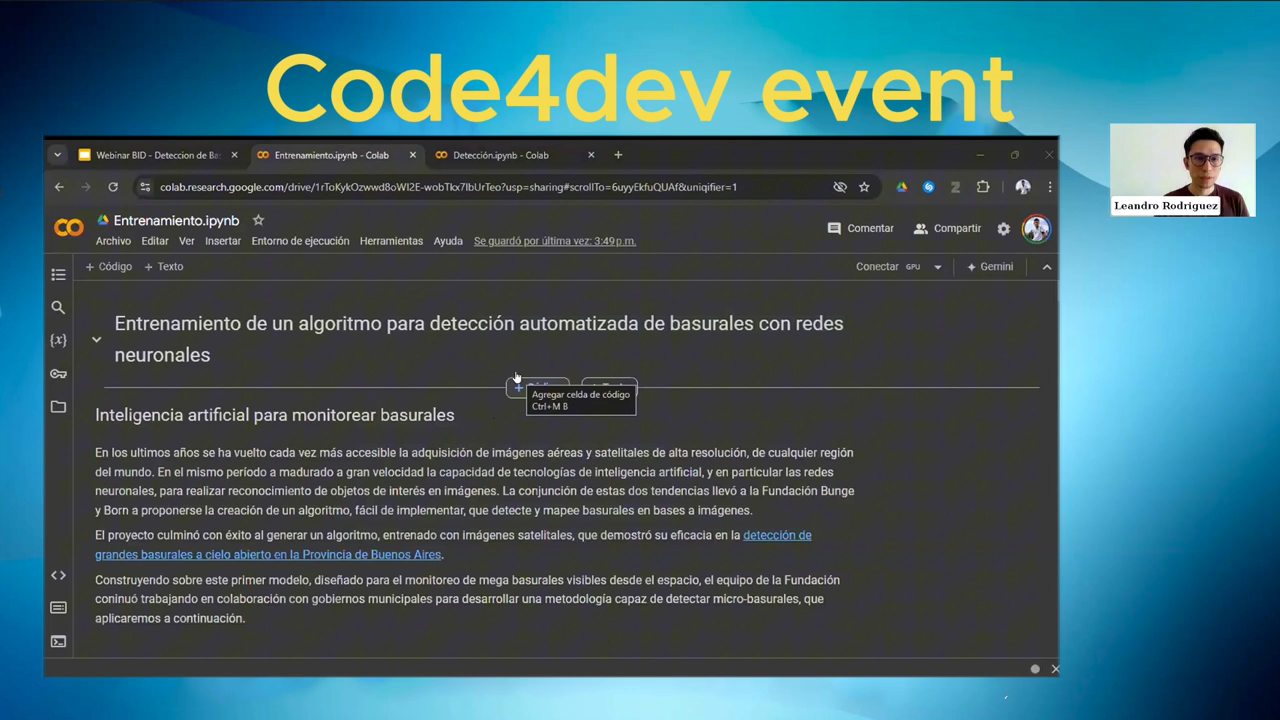 Code4dev event
Webinar BID - Deteccion de Ba
Entrenamiento.ipynb - Colab
Detección.ipynb - Colab
colab.research.google.com/drive/1rToKykOzwwd8oWI2E-wobTkx7IbUrTeo?usp=sharing#scrollTo=6uyyEkfuQUAf&uniqifier=1
Leandro Rodriguez
Entrenamiento.ipynb
Archivo Editar Ver Insertar Entorno de ejecución Herramientas Ayuda Se guardó por última vez: 3:49 p.m.
Comentar Compartir
+ Código + Texto
Conectar GPU
Gemini
Entrenamiento de un algoritmo para detección automatizada de basurales con redes
neuronales
Agregar celda de código
Ctrl+M B
Inteligencia artificial para monitorear basurales
En los ultimos años se ha vuelto cada vez más accesible la adquisición de imágenes aéreas y satelitales de alta resolución, de cualquier región
del mundo. En el mismo período a madurado a gran velocidad la capacidad de tecnologías de inteligencia artificial, y en particular las redes
neuronales, para realizar reconocimiento de objetos de interés en imágenes. La conjunción de estas dos tendencias llevó a la Fundación Bunge
y Born a proponerse la creación de un algoritmo, fácil de implementar, que detecte y mapee basurales en bases a imágenes.
El proyecto culminó con éxito al generar un algoritmo, entrenado con imágenes satelitales, que demostró su eficacia en la detección de
grandes basurales a cielo abierto en la Provincia de Buenos Aires.
Construyendo sobre este primer modelo, diseñado para el monitoreo de mega basurales visibles desde el espacio, el equipo de la Fundación
coninuó trabajando en colaboración con gobiernos municipales para desarrollar una metodología capaz de detectar micro-basurales, que
aplicaremos a continuación.